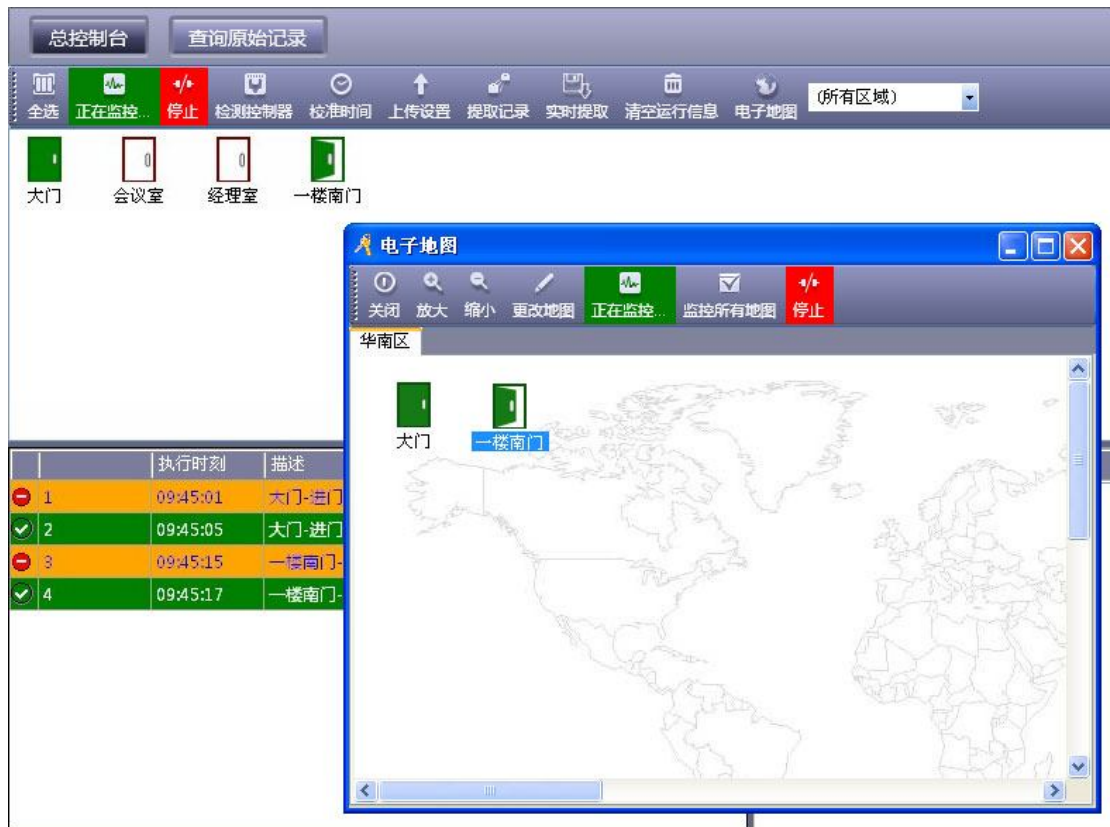 总控制台 查询原始记录
全选 正在监控... 停止 检测控制器 校准时间 上传设置 提取记录 实时提取 清空运行信息 电子地图 (所有区域)
大门 会议室 经理室 一楼南门
电子地图
关闭 放大 缩小 更改地图 正在监控... 监控所有地图 停止
华南区
大门 一楼南门
执行时刻 描述
1 09:45:01 大门-进门
2 09:45:05 大门-进门
3 09:45:15 一楼南门-
4 09:45:17 一楼南门-